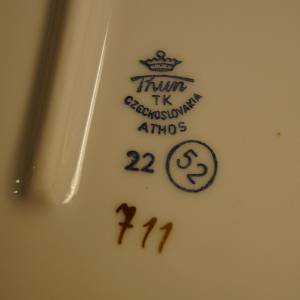 Thun
TK
CZECHOSLOVAKIA
ATHOS
22 52
711